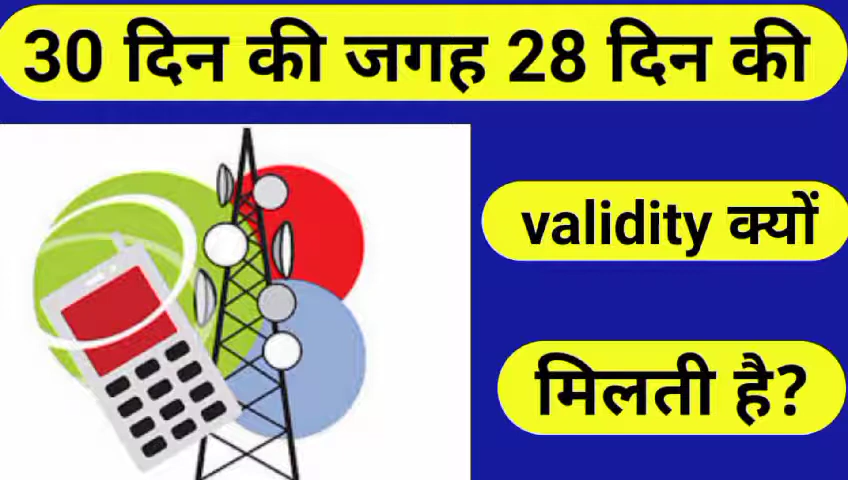 30 दिन की जगह 28 दिन की
validity क्यों
मिलती है?